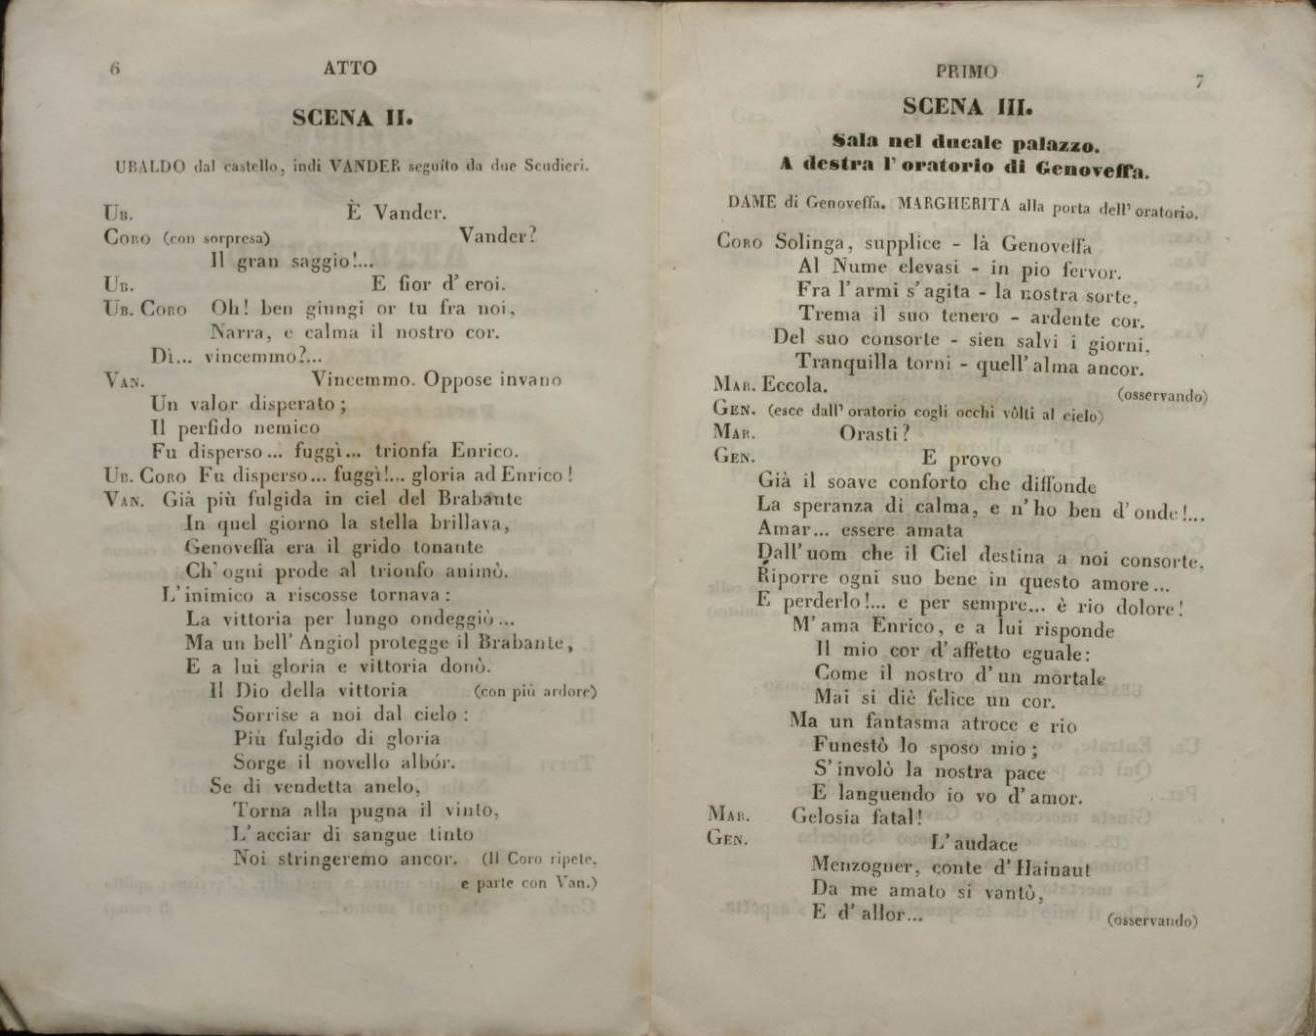 6
ATTO
SCENA II.
UBALDO dal castello, indi VANDER seguito da due Scudieri.
UB. È Vander.
CORO (con sorpresa) Vander?
Il gran saggio!...
UB. E fior d'eroi.
UB. CORO Oh! ben giungi or tu fra noi,
Narra, e calma il nostro cor.
Di... vincemmo?...
VAN. Vincemmo. Oppose invano
Un valor disperato;
Il perfido nemico
Fu disperso... fuggì... trionfa Enrico.
UB. CORO Fu disperso... fuggì!... gloria ad Enrico!
VAN. Già più fulgida in ciel del Brabante
In quel giorno la stella brillava,
Genoveffa era il grido tonante
Ch'ogni prode al trionfo animò.
L'inimico a riscosse tornava:
La vittoria per lungo ondeggiò...
Ma un bell'Angiol protegge il Brabante,
E a lui gloria e vittoria donò.
Il Dio della vittoria (con più ardore)
Sorrise a noi dal cielo:
Più fulgido di gloria
Sorge il novello albór.
Se di vendetta anelo,
Torna alla pugna il vinto,
L'acciar di sangue tinto
Noi stringeremo ancor. (Il Coro ripete,
e parte con Van.)
PRIMO
7
SCENA III.
Sala nel ducale palazzo.
A destra l'oratorio di Genoveffa.
DAME di Genoveffa. MARGHERITA alla porta dell'oratorio.
CORO Solinga, supplice - là Genoveffa
Al Nume elevasi - in pio fervor.
Fra l'armi s'agita - la nostra sorte,
Trema il suo tenero - ardente cor.
Del suo consorte - sien salvi i giorni,
Tranquilla torni - quell'alma ancor.
MAR. Eccola. (osservando)
GEN. (esce dall'oratorio cogli occhi vôlti al cielo)
MAR. Orasti?
GEN. E provo
Già il soave conforto che diffonde
La speranza di calma, e n'ho ben d'onde!...
Amar... essere amata
Dall'uom che il Ciel destina a noi consorte,
Riporre ogni suo bene in questo amore...
E perderlo!... e per sempre... è rio dolore!
M'ama Enrico, e a lui risponde
Il mio cor d'affetto eguale:
Come il nostro d'un mortale
Mai si diè felice un cor.
Ma un fantasma atroce e rio
Funestò lo sposo mio;
S'involò la nostra pace
E languendo io vo d'amor.
MAR. Gelosia fatal!
GEN. L'audace
Menzogner, conte d'Hainaut
Da me amato si vantò,
E d'allor... (osservando)